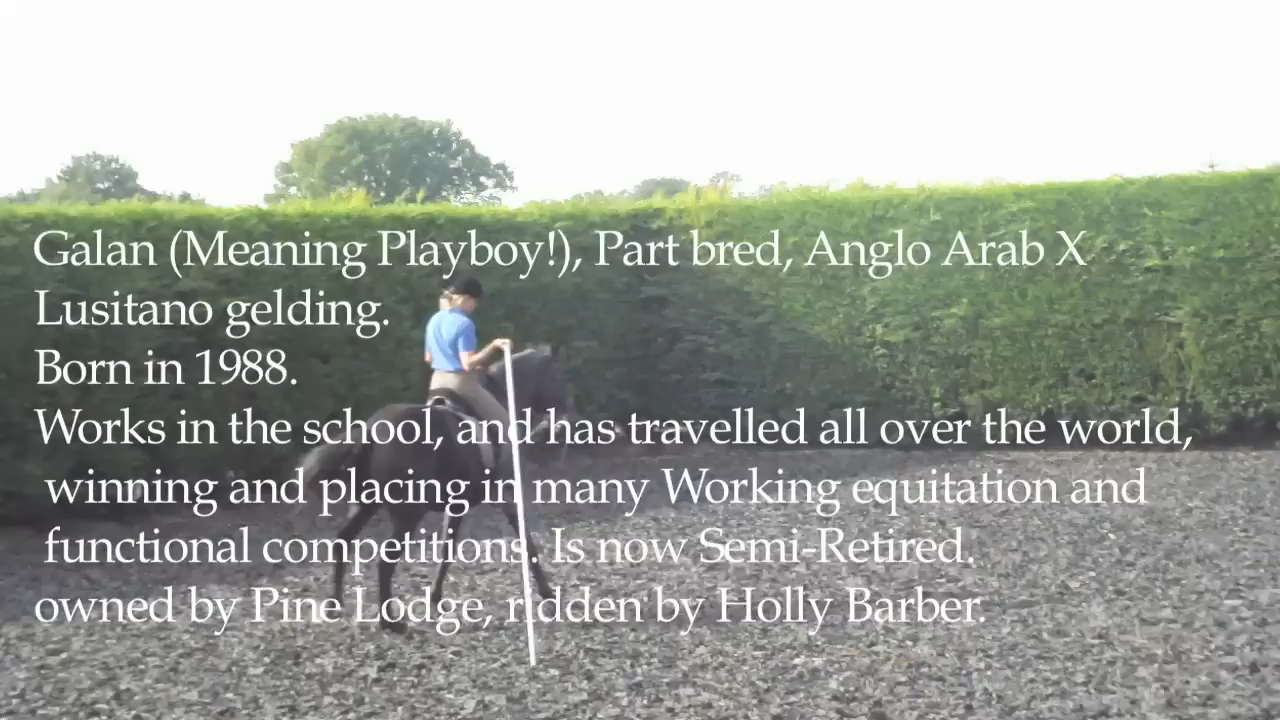 Galan (Meaning Playboy!), Part bred, Anglo Arab X
Lusitano gelding.
Born in 1988.
Works in the school, and has travelled all over the world,
winning and placing in many Working equitation and
functional competitions. Is now Semi-Retired.
owned by Pine Lodge, ridden by Holly Barber.